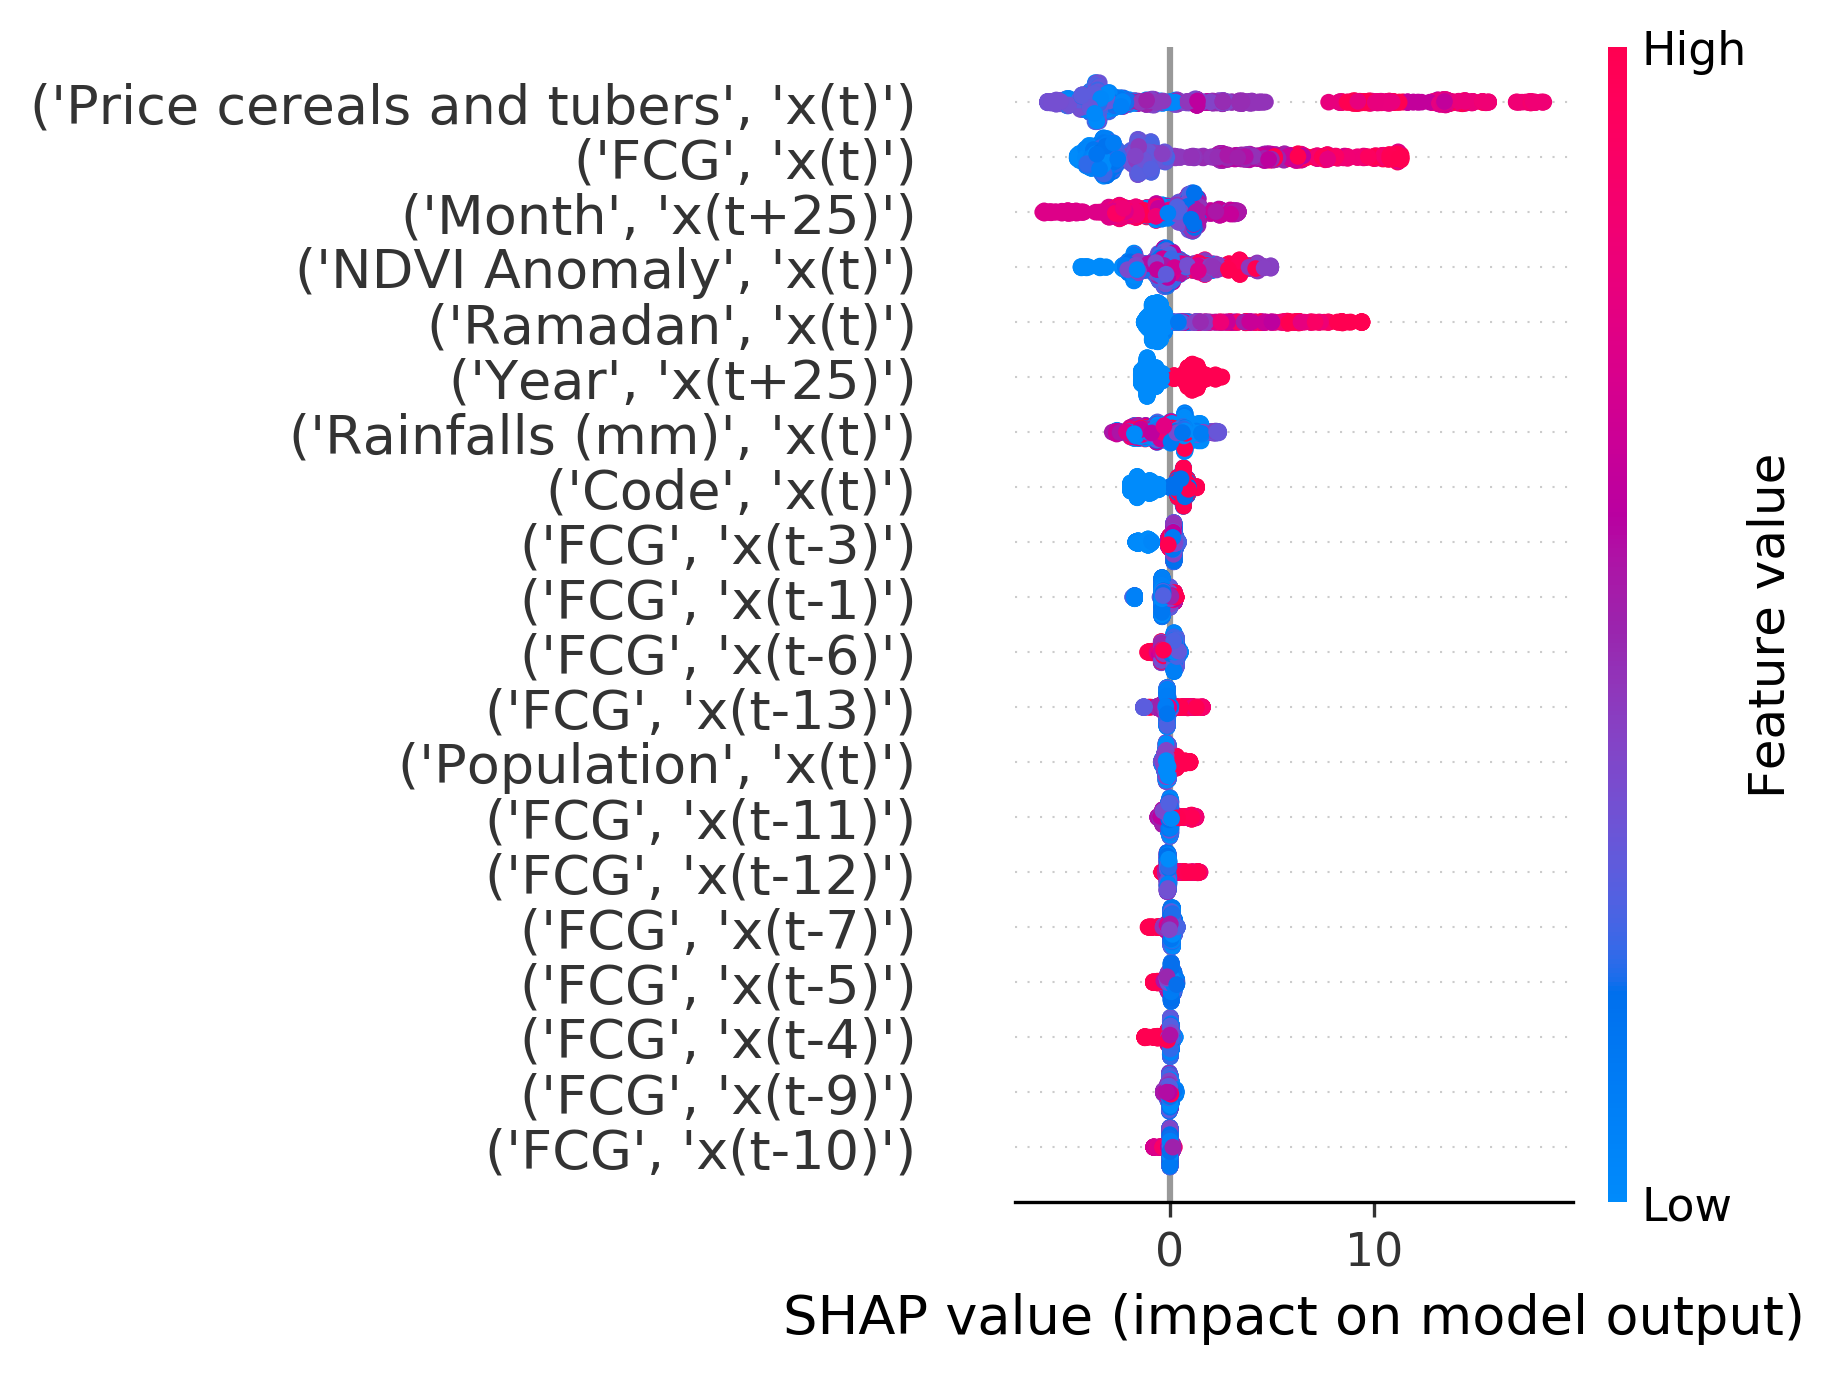 High
('Price cereals and tubers', 'x(t)')
('FCG', 'x(t)')
('Month', 'x(t+25)')
('NDVI Anomaly', 'x(t)')
('Ramadan', 'x(t)')
('Year', 'x(t+25)')
('Rainfalls (mm)', 'x(t)')
('Code', 'x(t)')
('FCG', 'x(t-3)')
('FCG', 'x(t-1)')
('FCG', 'x(t-6)')
('FCG', 'x(t-13)')
('Population', 'x(t)')
('FCG', 'x(t-11)')
('FCG', 'x(t-12)')
('FCG', 'x(t-7)')
('FCG', 'x(t-5)')
('FCG', 'x(t-4)')
('FCG', 'x(t-9)')
('FCG', 'x(t-10)')
Feature value
Low
0 10
SHAP value (impact on model output)